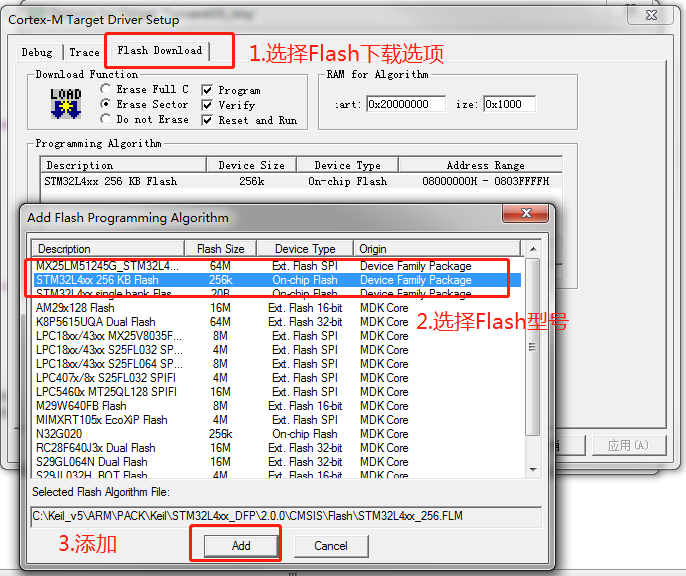 Cortex-M Target Driver Setup
Debug Trace Flash Download
1.选择Flash下载选项
Download Function
LOAD
Erase Full C Program
Erase Sector Verify
Do not Erase Reset and Run
RAM for Algorithm
:art: 0x20000000 ize: 0x1000
Programming Algorithm
Description Device Size Device Type Address Range
STM32L4xx 256 KB Flash 256k On-chip Flash 08000000H - 0803FFFFH
Add Flash Programming Algorithm
Description Flash Size Device Type Origin
MX25LM51245G_STM32L4... 64M Ext. Flash SPI Device Family Package
STM32L4xx 256 KB Flash 256k On-chip Flash Device Family Package
STM32L4xx single bank Flas... 20B On-chip Flash Device Family Package
AM29x128 Flash 16M Ext. Flash 16-bit MDK Core
K8P5615UQA Dual Flash 64M Ext. Flash 32-bit MDK Core
LPC18xx/43xx MX25V8035F... 8M Ext. Flash SPI MDK Core
LPC18xx/43xx S25FL032 SP... 4M Ext. Flash SPI MDK Core
LPC18xx/43xx S25FL064 SP... 8M Ext. Flash SPI MDK Core
LPC407x/8x S25FL032 SPIFI 4M Ext. Flash SPI MDK Core
LPC5460x MT25QL128 SPIFI 16M Ext. Flash SPI MDK Core
M29W640FB Flash 8M Ext. Flash 16-bit MDK Core
MIMXRT105x EcoXiP Flash 4M Ext. Flash SPI MDK Core
N32G020 256k On-chip Flash MDK Core
RC28F640J3x Dual Flash 16M Ext. Flash 32-bit MDK Core
S29GL064N Dual Flash 16M Ext. Flash 32-bit MDK Core
S29JL032H_BOT Flash 4M Ext. Flash 16-bit MDK Core
2.选择Flash型号
Selected Flash Algorithm File:
C:\Keil_v5\ARM\PACK\Keil\STM32L4xx_DFP\2.0.0\CMSIS\Flash\STM32L4xx_256.FLM
3.添加
Add Cancel
应用(A)